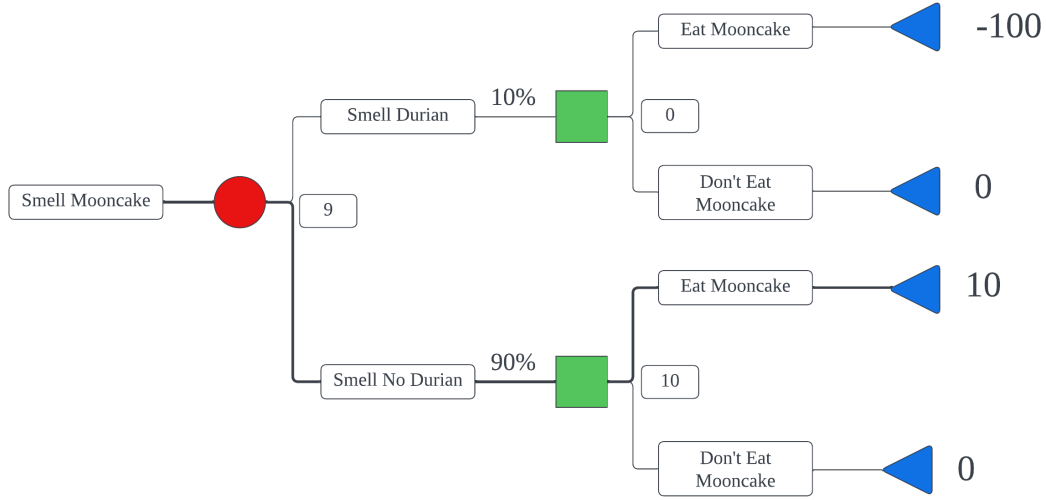 Eat Mooncake
-100
10%
Smell Durian
0
Don't Eat
Mooncake
0
Smell Mooncake
9
Eat Mooncake
10
90%
Smell No Durian
10
Don't Eat
Mooncake
0